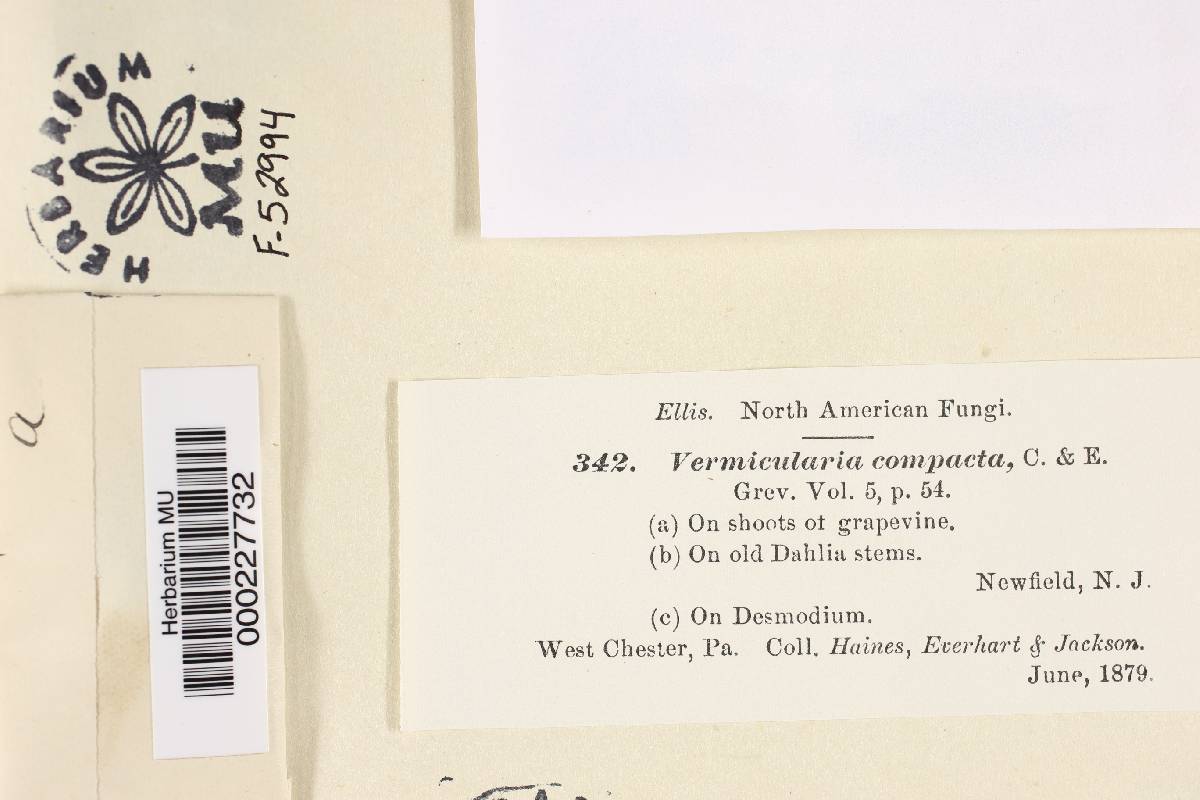 HERBARIUM
MU
F-52994
a
Herbarium MU
000227732
Ellis. North American Fungi.
342. Vermicularia compacta, C. & E.
Grev. Vol. 5, p. 54.
(a) On shoots of grapevine.
(b) On old Dahlia stems.
Newfield, N. J.
(c) On Desmodium.
West Chester, Pa. Coll. Haines, Everhart & Jackson.
June, 1879.